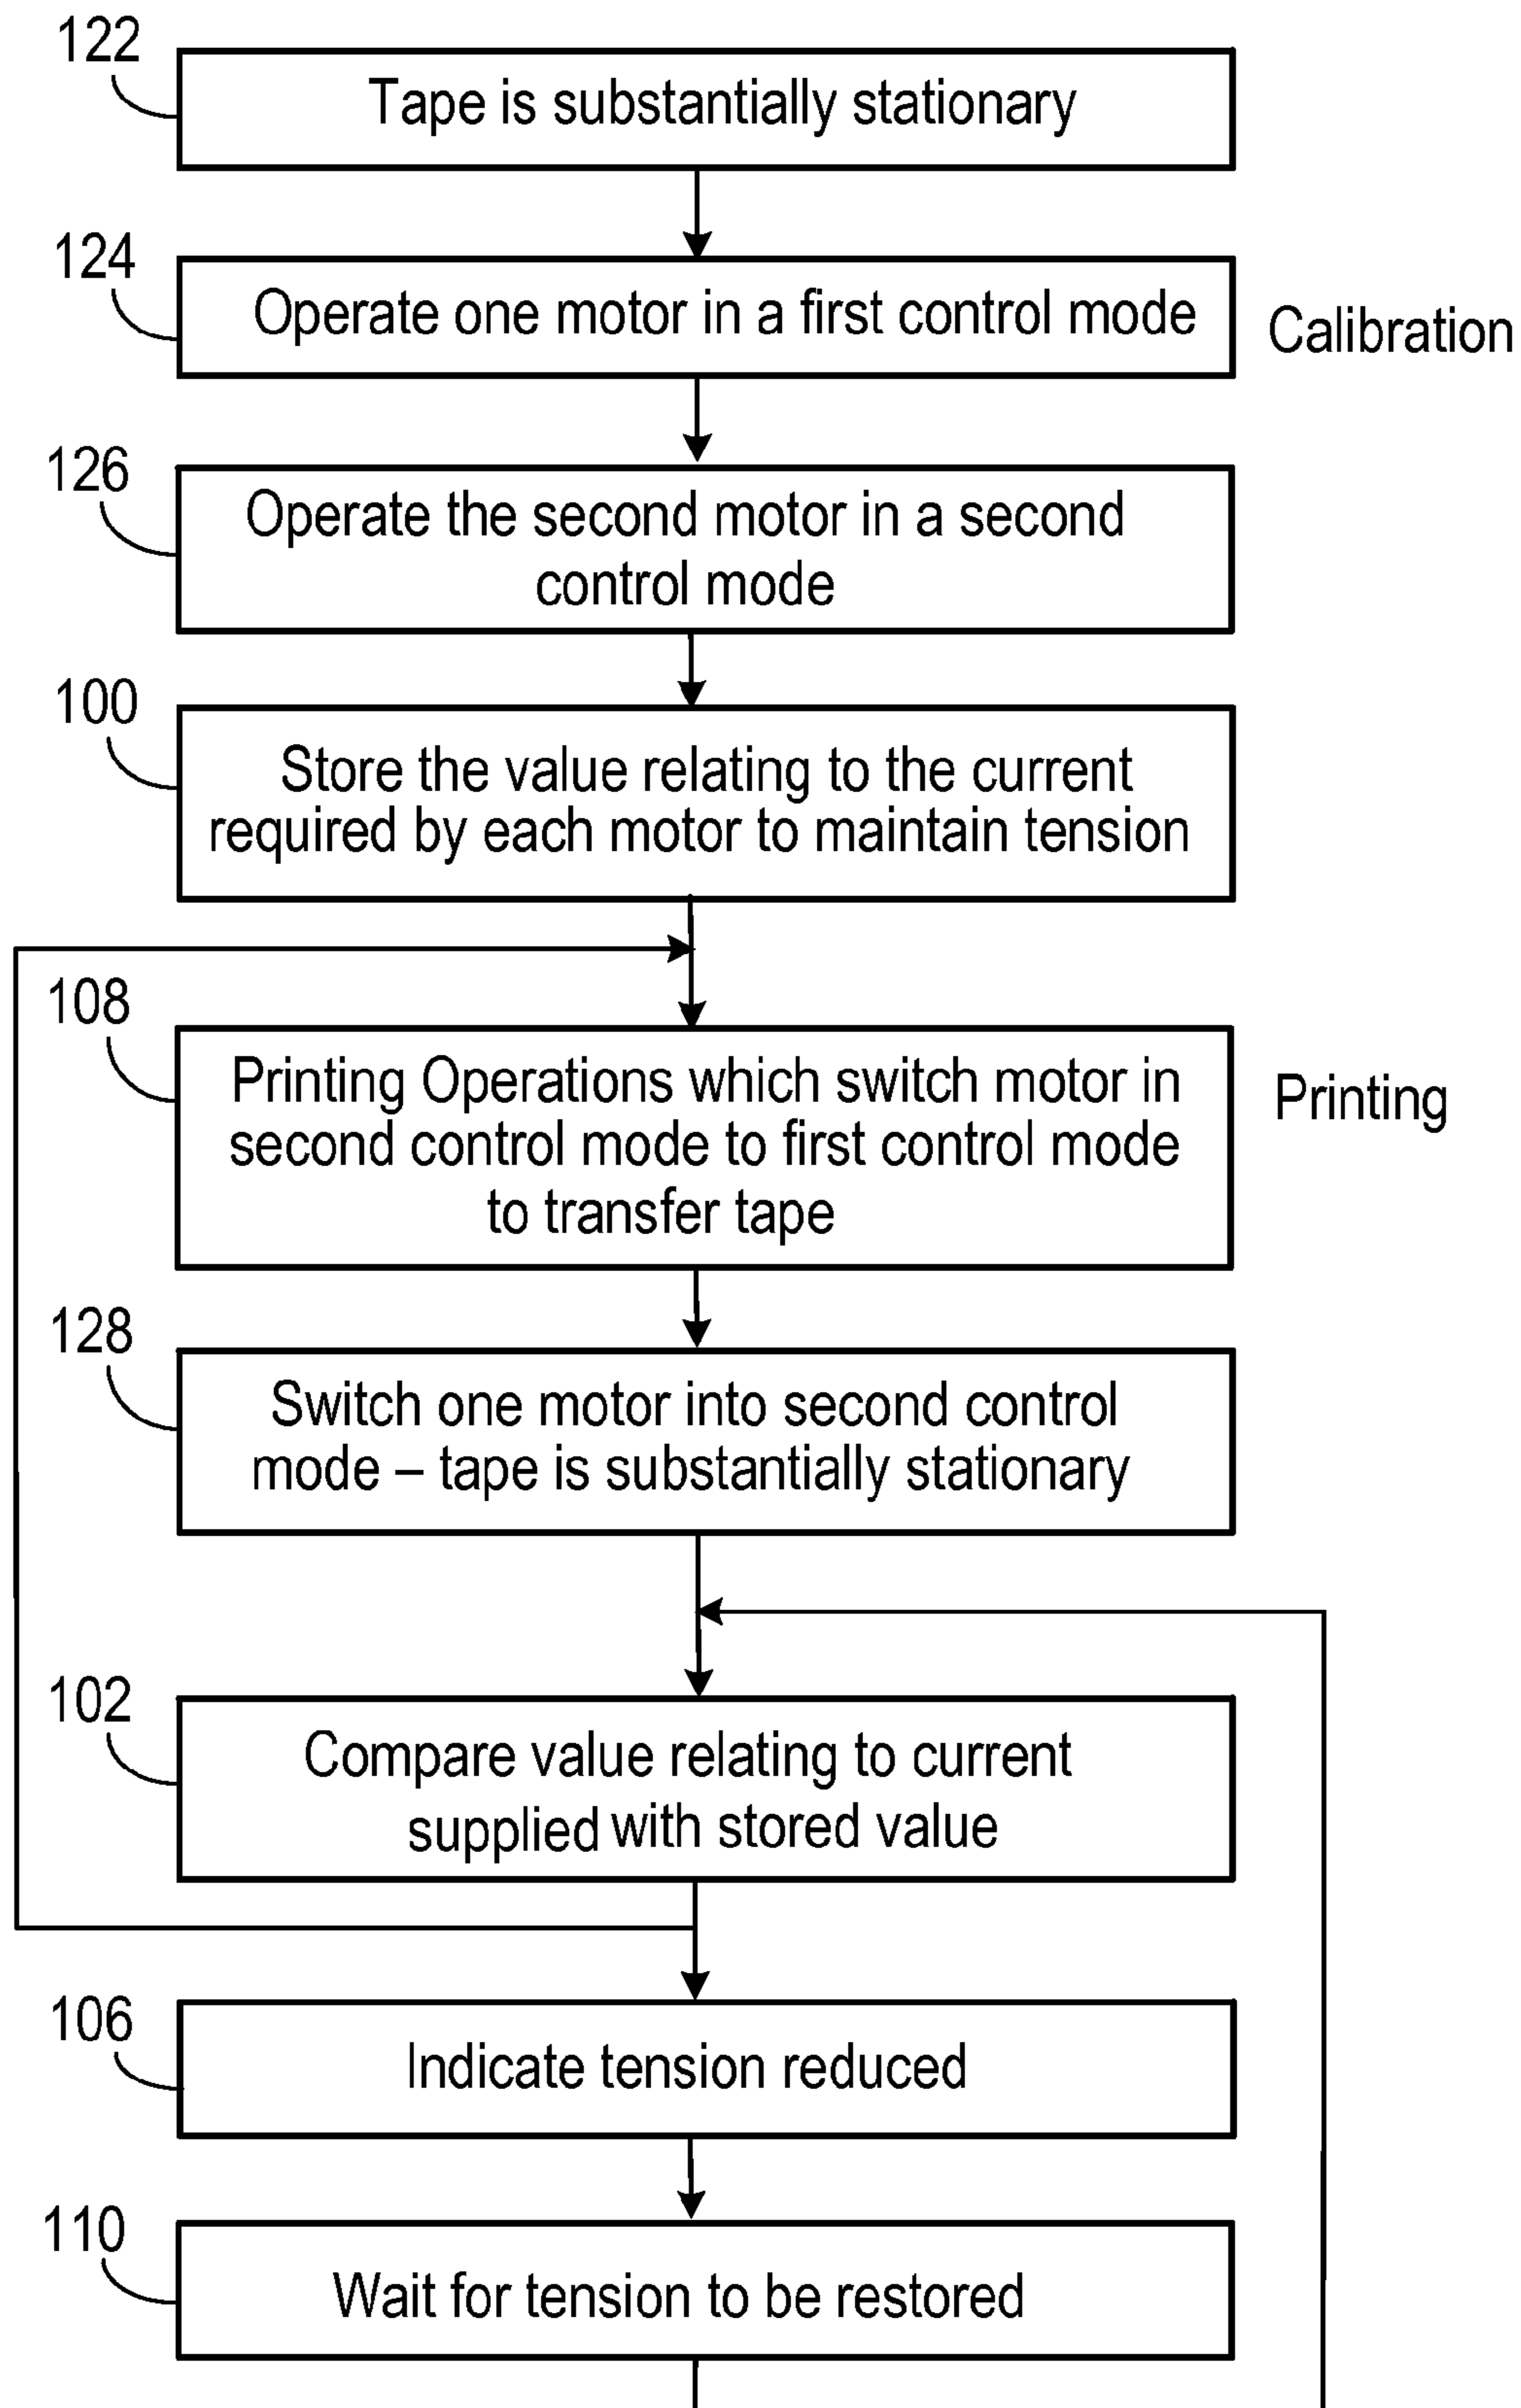 122
Tape is substantially stationary
124
Operate one motor in a first control mode
Calibration
126
Operate the second motor in a second
control mode
100
Store the value relating to the current
required by each motor to maintain tension
108
Printing Operations which switch motor in
second control mode to first control mode
to transfer tape
Printing
128
Switch one motor into second control
mode – tape is substantially stationary
102
Compare value relating to current
supplied with stored value
106
Indicate tension reduced
110
Wait for tension to be restored